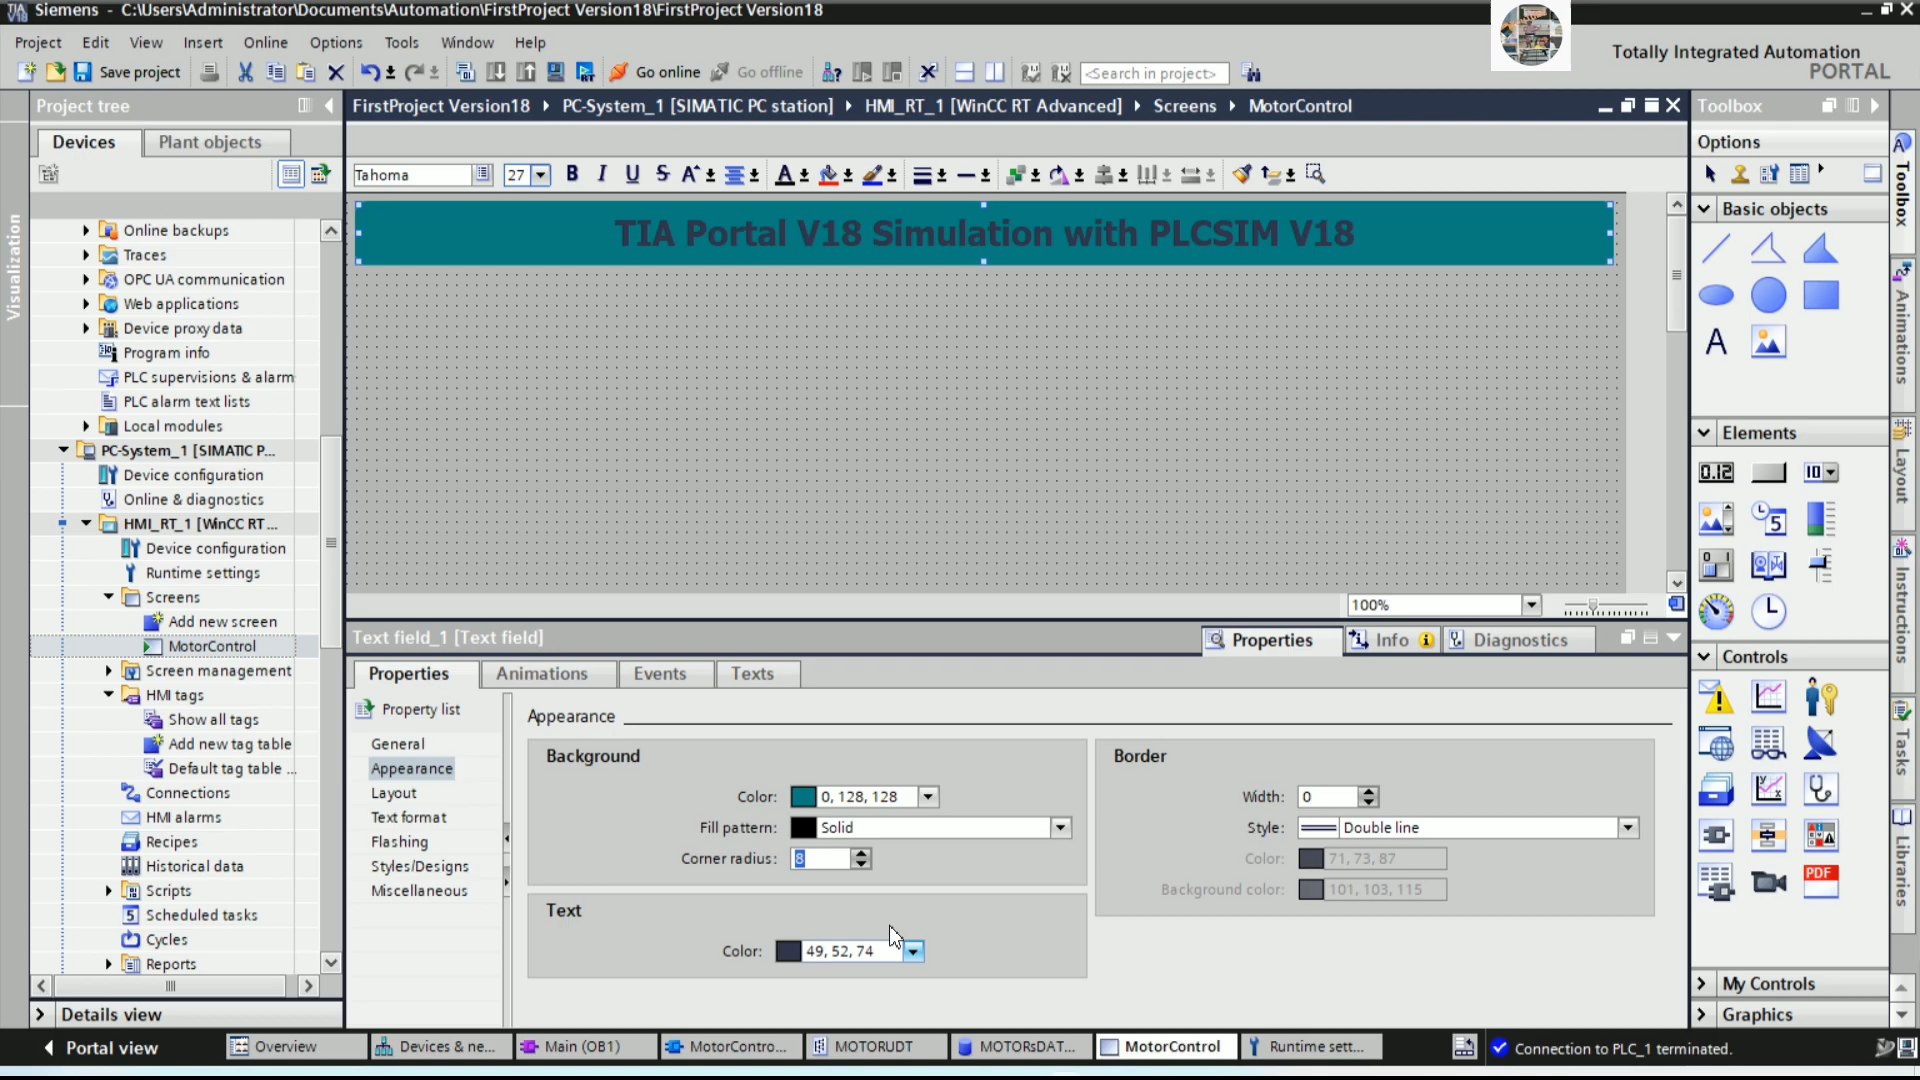 Siemens - C:\Users\Administrator\Documents\Automation\FirstProject Version18\FirstProject Version18
Project Edit View Insert Online Options Tools Window Help
Totally Integrated Automation
PORTAL
Save project
Go online
Go offline
<Search in project>
Project tree
FirstProject Version18 PC-System_1 [SIMATIC PC station] HMI_RT_1 [WinCC RT Advanced] Screens MotorControl
Toolbox
Devices
Plant objects
Options
Tahoma
27
B I U S
Basic objects
TIA Portal V18 Simulation with PLCSIM V18
Visualization
Online backups
Traces
OPC UA communication
Web applications
Device proxy data
Program info
PLC supervisions & alarm
PLC alarm text lists
Local modules
PC-System_1 [SIMATIC P...
Device configuration
Online & diagnostics
HMI_RT_1 [WinCC RT ...
Device configuration
Runtime settings
Screens
Add new screen
MotorControl
Screen management
HMI tags
Show all tags
Add new tag table
Default tag table ...
Connections
HMI alarms
Recipes
Historical data
Scripts
Scheduled tasks
Cycles
Reports
Details view
100%
Text field_1 [Text field]
Properties
Info
Diagnostics
Properties
Animations
Events
Texts
Property list
General
Appearance
Layout
Text format
Flashing
Styles/Designs
Miscellaneous
Appearance
Background
Color: 0, 128, 128
Fill pattern: Solid
Corner radius: 8
Text
Color: 49, 52, 74
Border
Width: 0
Style: Double line
Color: 71, 73, 87
Background color: 101, 103, 115
Elements
0.12
10
5
Controls
PDF
My Controls
Graphics
Toolbox
Animations
Layout
Instructions
Tasks
Libraries
Portal view
Overview
Devices & ne...
Main (OB1)
MotorContro...
MOTORUDT
MOTORsDAT...
MotorControl
Runtime sett...
Connection to PLC_1 terminated.